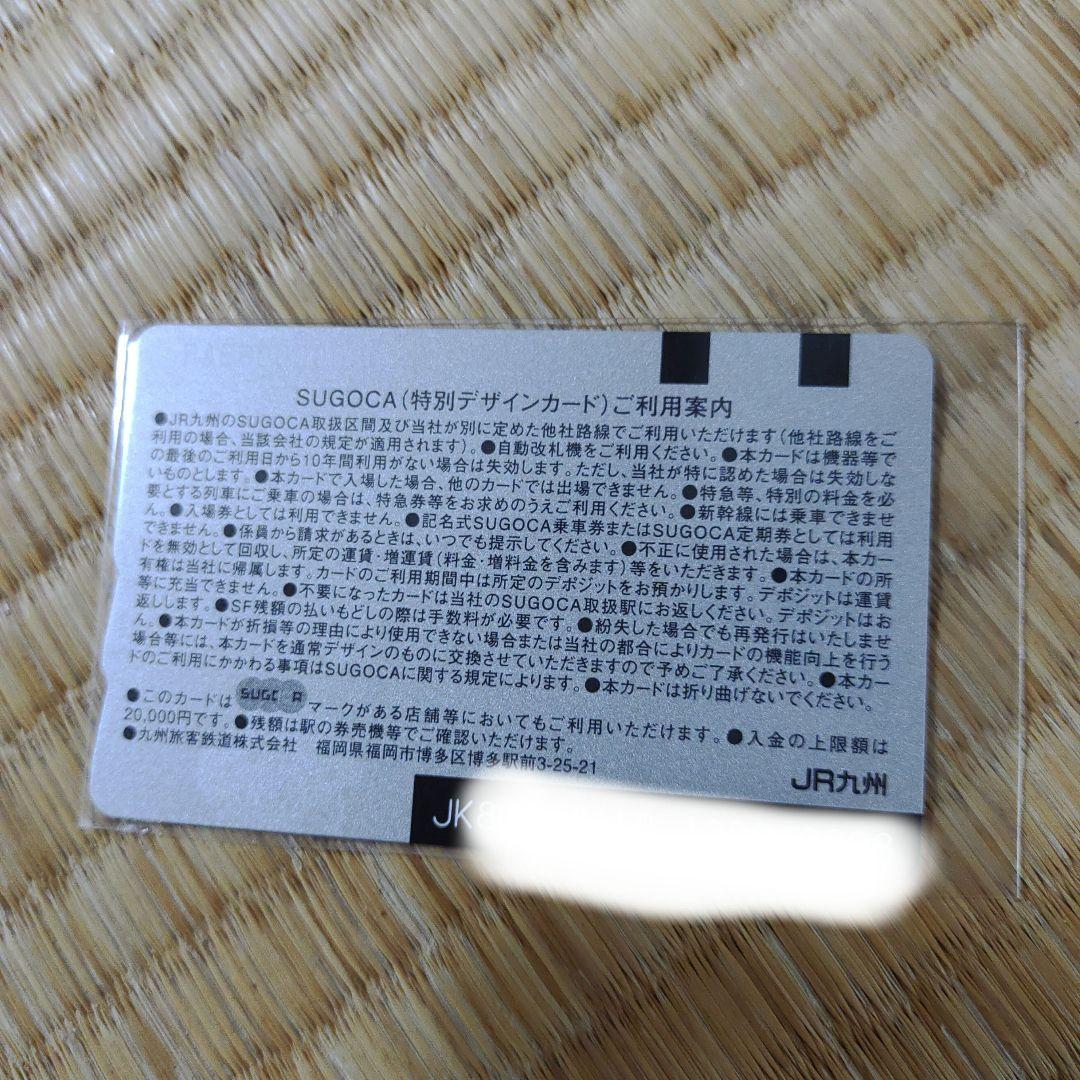 SUGOCA（特別デザインカード）ご利用案内
●JR九州のSUGOCA取扱区間及び当社が別に定めた他社路線でご利用いただけます（他社路線をご
利用の場合、当該会社の規定が適用されます）。●自動改札機をご利用ください。●本カードは機器等で
の最後のご利用日から10年間利用がない場合は失効します。ただし、当社が特に認めた場合は失効しな
いものとします。●本カードで入場した場合、他のカードでは出場できません。●特急等、特別の料金を必
要とする列車にご乗車の場合は、特急券等をお求めのうえご利用ください。●新幹線には乗車できませ
ん。●入場券としては利用できません。●記名式SUGOCA乗車券またはSUGOCA定期券としては利用
できません。●係員から請求があるときは、いつでも提示してください。●不正に使用された場合は、本カー
ドを無効として回収し、所定の運賃・増運賃（料金・増料金を含みます）等をいただきます。●本カードの所
有権は当社に帰属します。カードのご利用期間中は所定のデポジットをお預かりします。デポジットは運賃
等に充当できません。●不要になったカードは当社のSUGOCA取扱駅にお返しください。デポジットはお
返しします。●SF残額の払いもどしの際は手数料が必要です。●紛失した場合でも再発行はいたしませ
ん。●本カードが折損等の理由により使用できない場合または当社の都合によりカードの機能向上を行う
場合等には、本カードを通常デザインのものに交換させていただきますので予めご了承ください。●本カー
ドのご利用にかかわる事項はSUGOCAに関する規定によります。●本カードは折り曲げないでください。
●このカードは SUGOCA マークがある店舗等においてもご利用いただけます。●入金の上限額は
20,000円です。●残額は駅の券売機等でご確認いただけます。
●九州旅客鉄道株式会社 福岡県福岡市博多区博多駅前3-25-21
JR九州
JK8